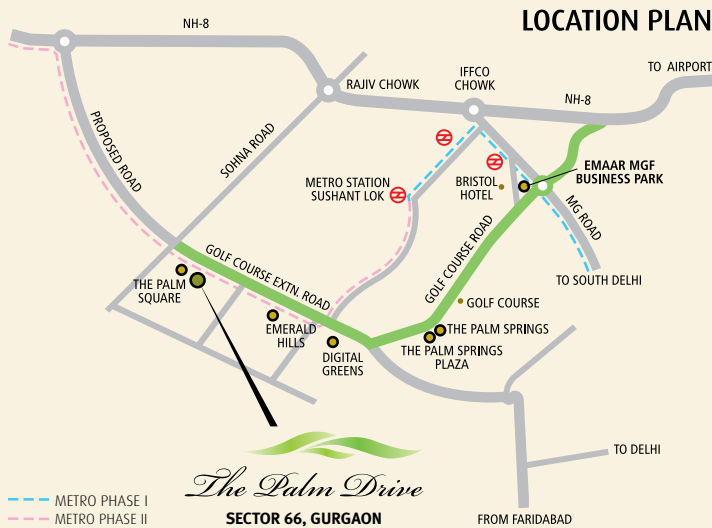 LOCATION PLAN
NH-8
TO AIRPORT
IFFCO
CHOWK
RAJIV CHOWK
NH-8
PROPOSED ROAD
SOHNA ROAD
METRO STATION
SUSHANT LOK
BRISTOL
HOTEL
EMAAR MGF
BUSINESS PARK
MG ROAD
TO SOUTH DELHI
GOLF COURSE ROAD
GOLF COURSE EXTN. ROAD
THE PALM
SQUARE
GOLF COURSE
EMERALD
HILLS
DIGITAL
GREENS
THE PALM SPRINGS
THE PALM SPRINGS
PLAZA
TO DELHI
The Palm Drive
SECTOR 66, GURGAON
METRO PHASE I
METRO PHASE II
FROM FARIDABAD